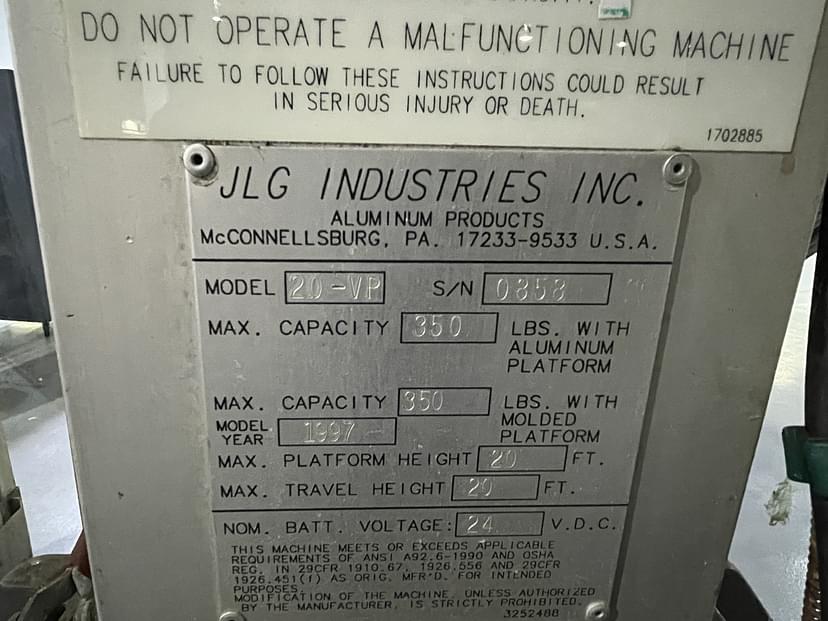 DO NOT OPERATE A MALFUNCTIONING MACHINE
FAILURE TO FOLLOW THESE INSTRUCTIONS COULD RESULT
IN SERIOUS INJURY OR DEATH.
1702885
JLG INDUSTRIES INC.
ALUMINUM PRODUCTS
McCONNELLSBURG, PA. 17233-9533 U.S.A.
MODEL 20-VP S/N 0858
MAX. CAPACITY 350 LBS. WITH
ALUMINUM
PLATFORM
MAX. CAPACITY 350 LBS. WITH
MOLDED
PLATFORM
MODEL
YEAR 1997
MAX. PLATFORM HEIGHT 20 FT.
MAX. TRAVEL HEIGHT 20 FT.
NOM. BATT. VOLTAGE: 24 V.D.C.
THIS MACHINE MEETS OR EXCEEDS APPLICABLE
REQUIREMENTS OF ANSI A92.6-1990 AND OSHA
REG. IN 29CFR 1910.67, 1926.556 AND 29CFR
1926.451(f) AS ORIG. MFR'D. FOR INTENDED
PURPOSES.
MODIFICATION OF THE MACHINE, UNLESS AUTHORIZED
BY THE MANUFACTURER, IS STRICTLY PROHIBITED.
3252488